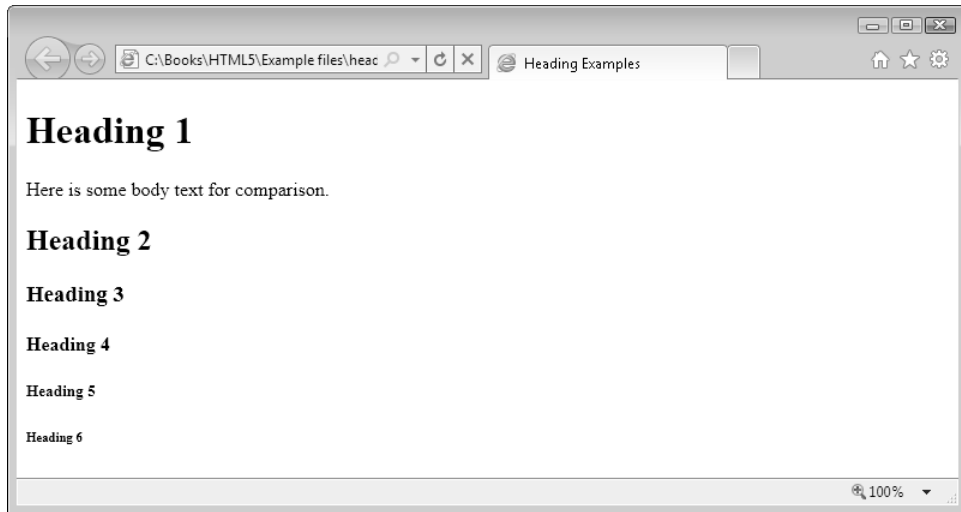 C:\Books\HTML5\Example files\heac
Heading Examples
Heading 1
Here is some body text for comparison.
Heading 2
Heading 3
Heading 4
Heading 5
Heading 6
100%